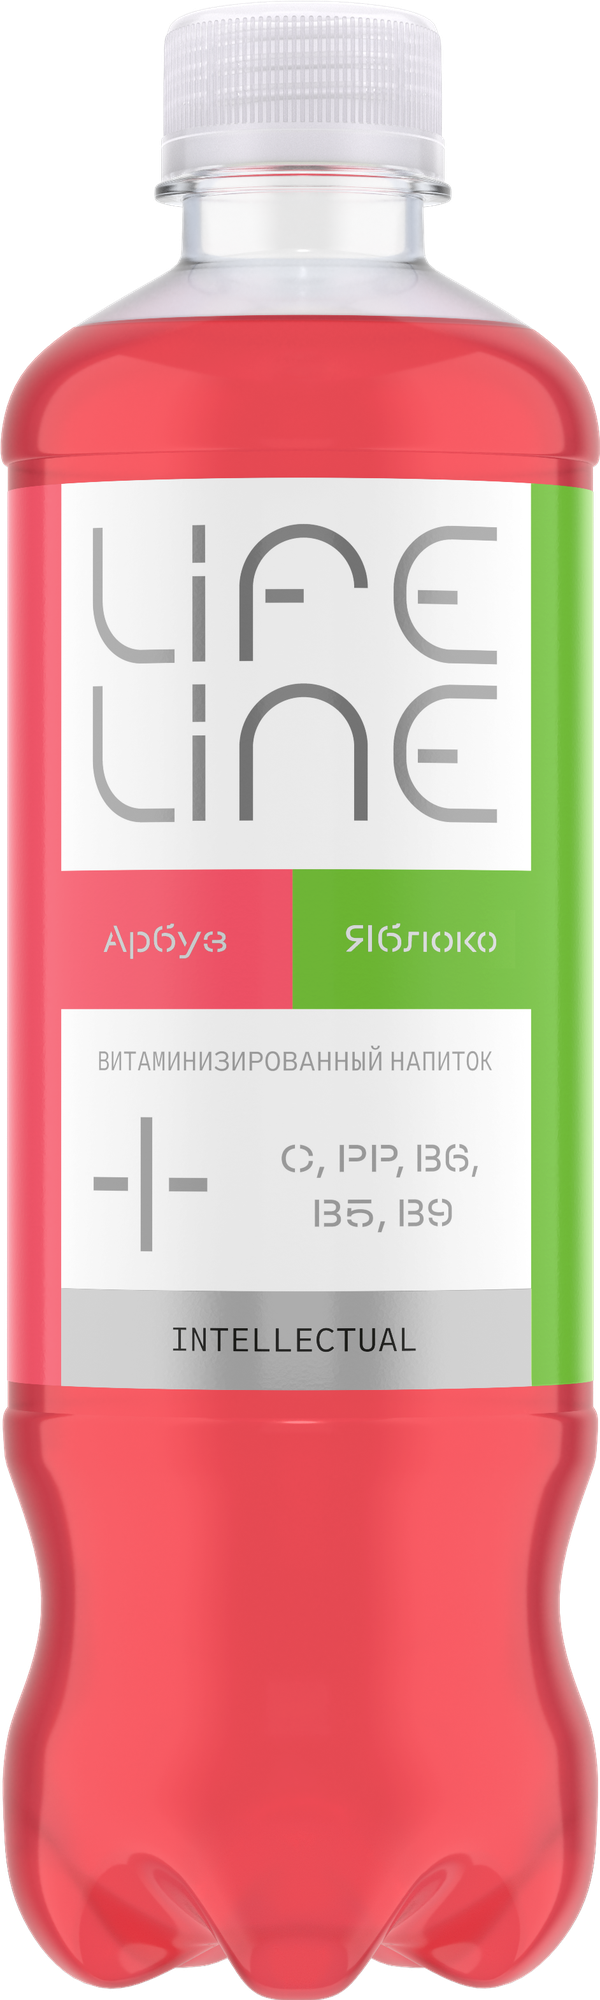 LIFE
LINE
Арбуз Яблоко
ВИТАМИНИЗИРОВАННЫЙ НАПИТОК
C, PP, B6,
B5, B9
INTELLECTUAL